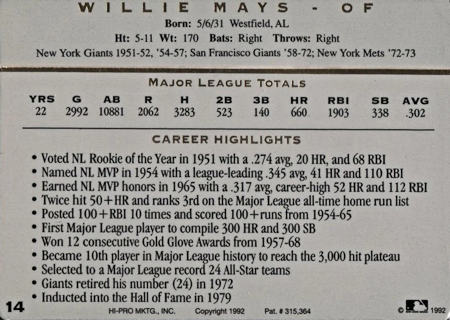 WILLIE MAYS - OF
Born: 5/6/31 Westfield, AL
Ht: 5-11 Wt: 170 Bats: Right Throws: Right
New York Giants 1951-52, '54-57; San Francisco Giants '58-72; New York Mets '72-73
MAJOR LEAGUE TOTALS
YRS G AB R H 2B 3B HR RBI SB AVG
22 2992 10881 2062 3283 523 140 660 1903 338 .302
CAREER HIGHLIGHTS
• Voted NL Rookie of the Year in 1951 with a .274 avg, 20 HR, and 68 RBI
• Named NL MVP in 1954 with a league-leading .345 avg, 41 HR and 110 RBI
• Earned NL MVP honors in 1965 with a .317 avg, career-high 52 HR and 112 RBI
• Twice hit 50+HR and ranks 3rd on the Major League all-time home run list
• Posted 100+RBI 10 times and scored 100+runs from 1954-65
• First Major League player to compile 300 HR and 300 SB
• Won 12 consecutive Gold Glove Awards from 1957-68
• Became 10th player in Major League history to reach the 3,000 hit plateau
• Selected to a Major League record 24 All-Star teams
• Giants retired his number (24) in 1972
• Inducted into the Hall of Fame in 1979
14 HI-PRO MKTG., INC. Copyright 1992 Pat. #315,364 © 1992